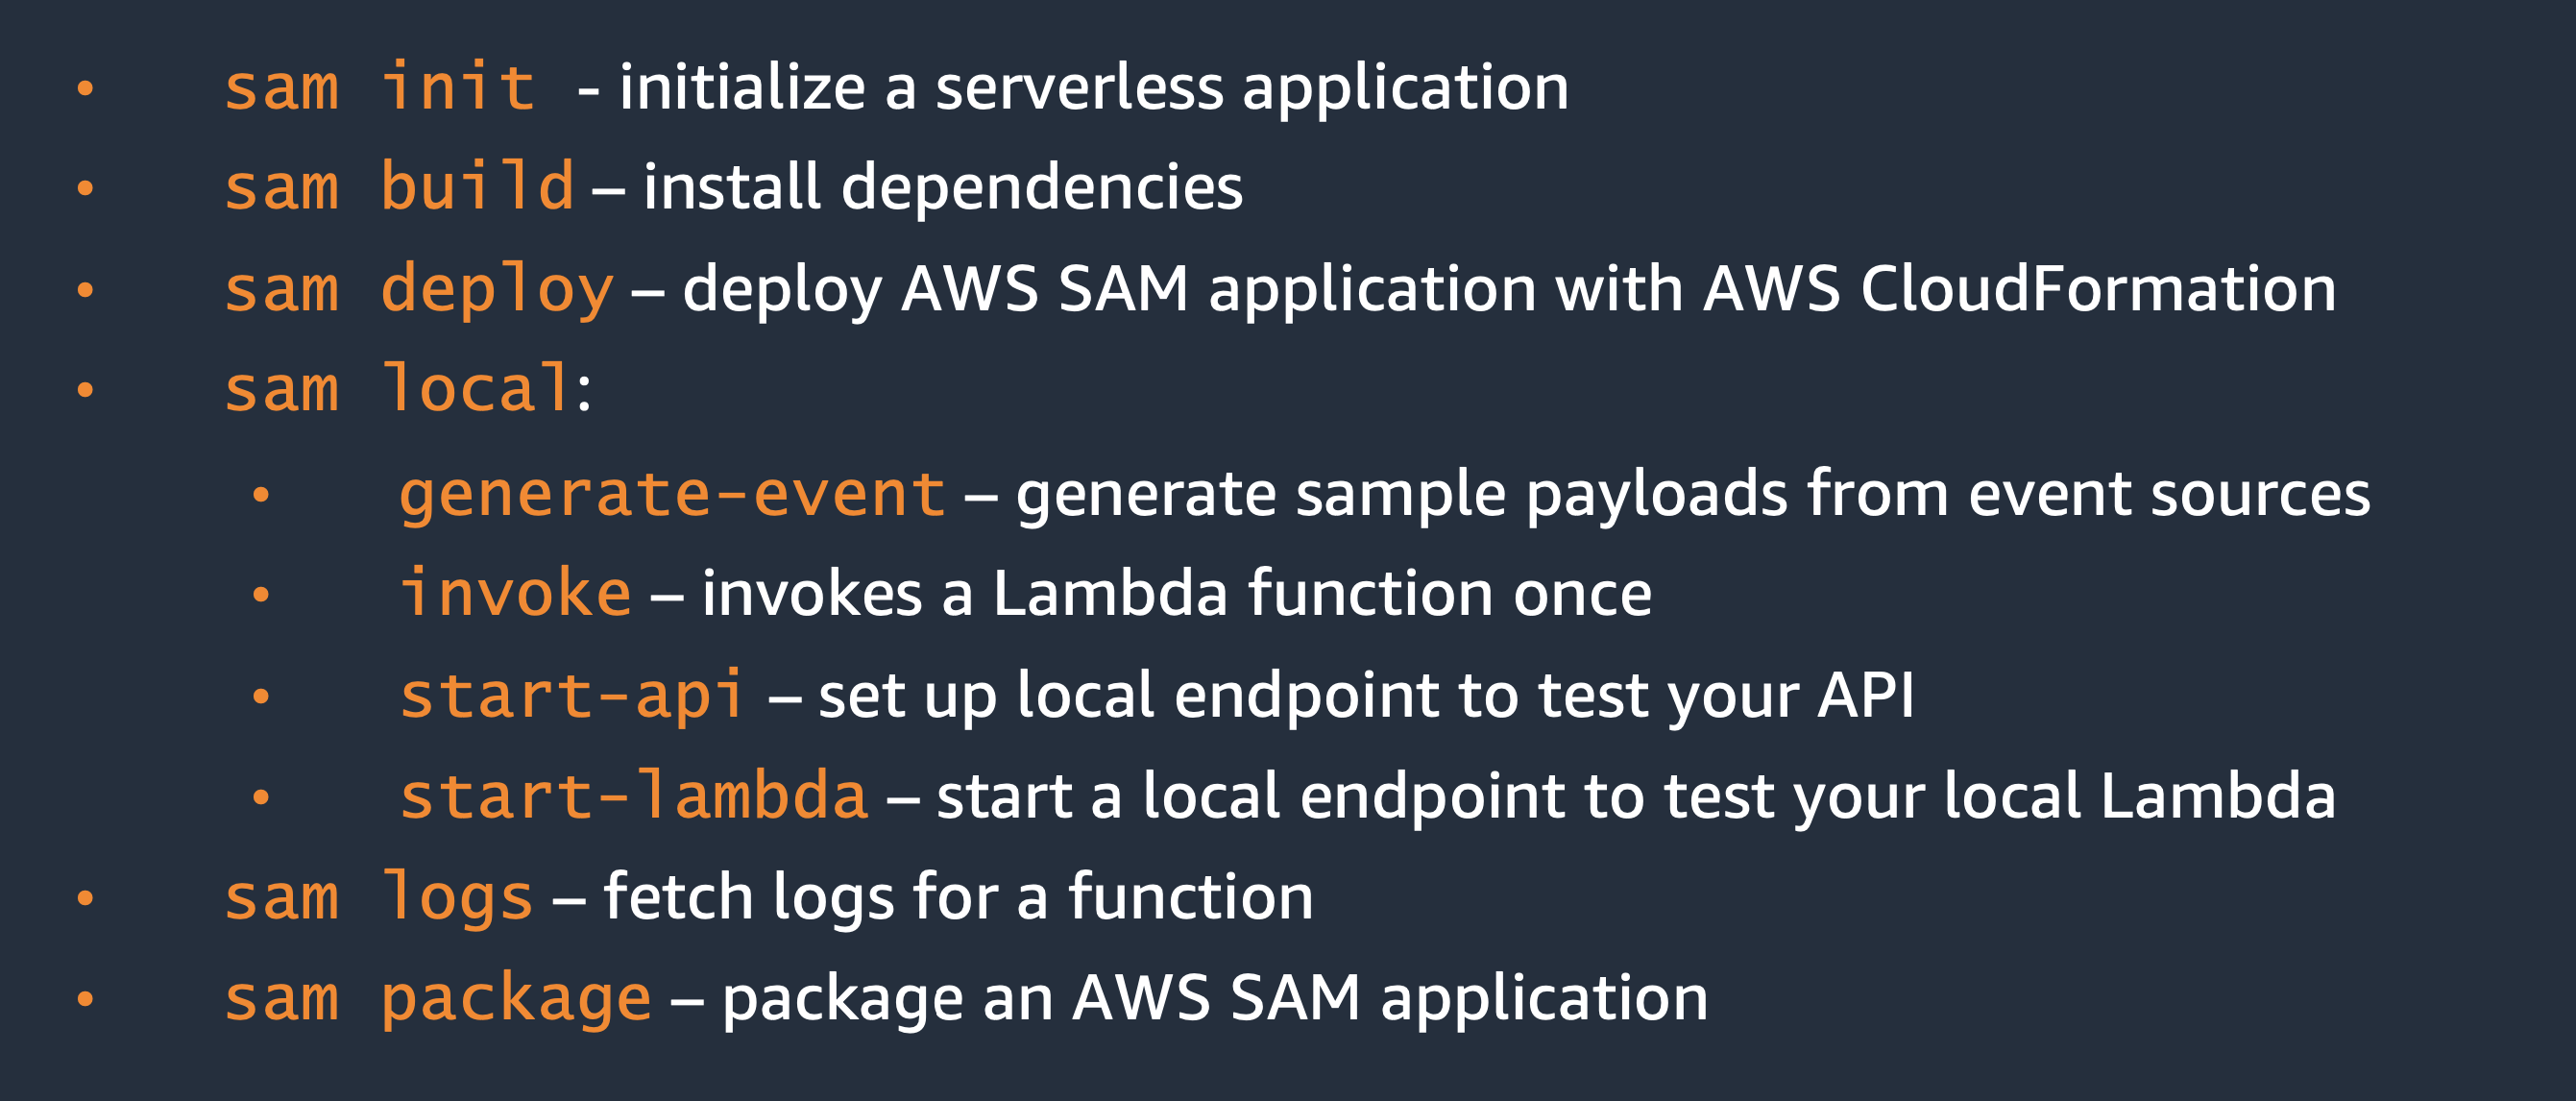 • sam init - initialize a serverless application
• sam build – install dependencies
• sam deploy – deploy AWS SAM application with AWS CloudFormation
• sam local:
• generate-event – generate sample payloads from event sources
• invoke – invokes a Lambda function once
• start-api – set up local endpoint to test your API
• start-lambda – start a local endpoint to test your local Lambda
• sam logs – fetch logs for a function
• sam package – package an AWS SAM application